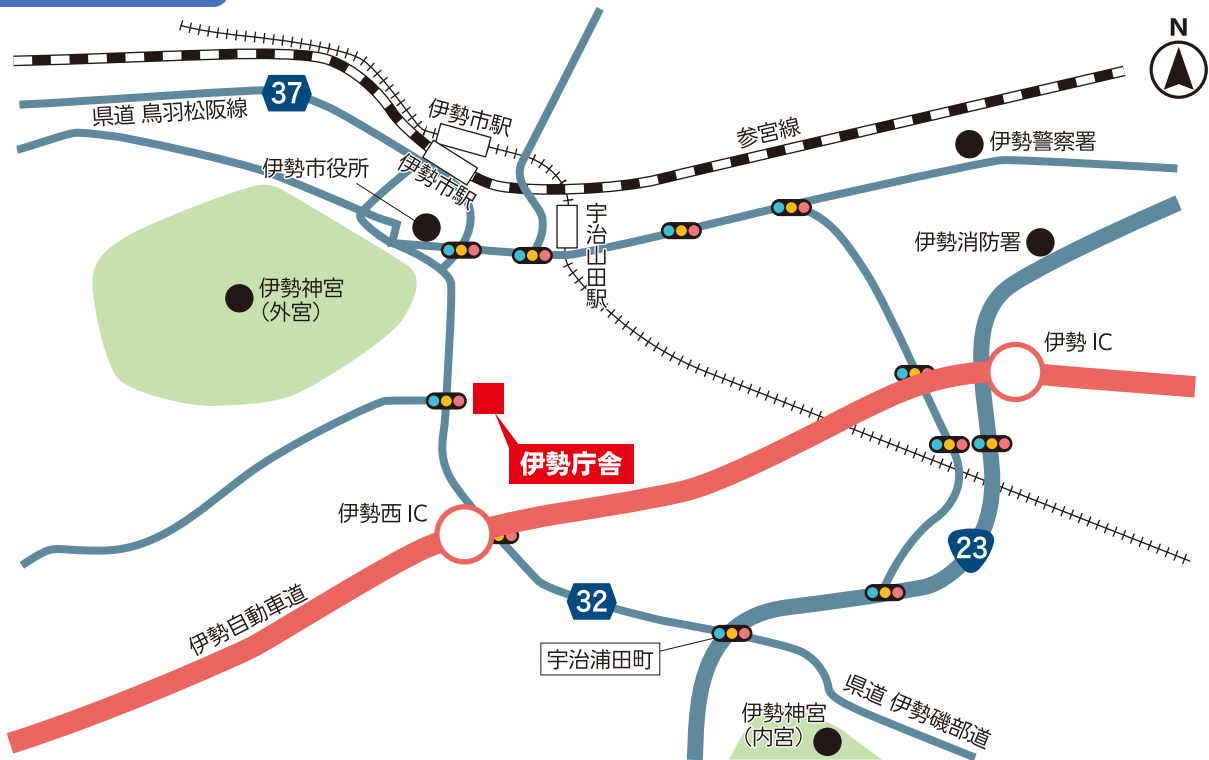 N
37
県道 鳥羽松阪線
伊勢市駅
参宮線
伊勢警察署
伊勢市役所
伊勢市駅
宇治山田駅
伊勢消防署
伊勢神宮
（外宮）
伊勢 IC
伊勢庁舎
伊勢西 IC
23
32
伊勢自動車道
宇治浦田町
県道 伊勢磯部道
伊勢神宮
（内宮）